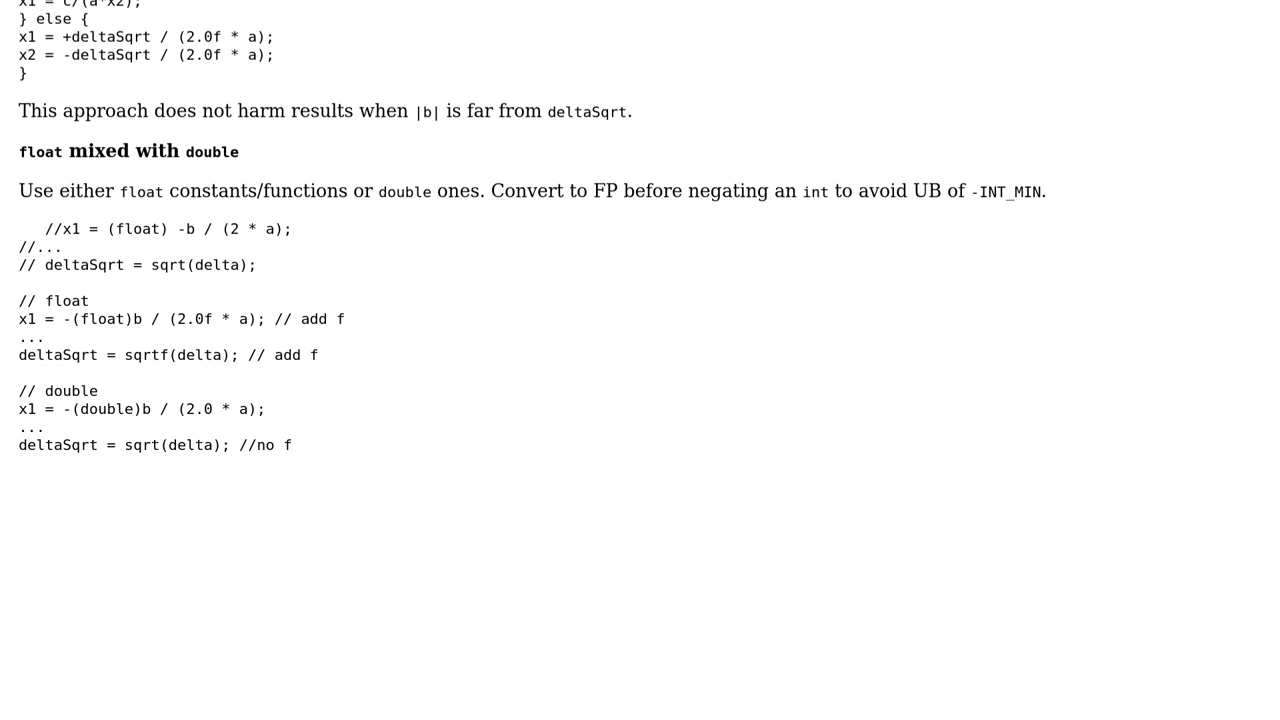 x1 = c/(a*x2);
} else {
x1 = +deltaSqrt / (2.0f * a);
x2 = -deltaSqrt / (2.0f * a);
}
This approach does not harm results when |b| is far from deltaSqrt.
float mixed with double
Use either float constants/functions or double ones. Convert to FP before negating an int to avoid UB of -INT_MIN.
//x1 = (float) -b / (2 * a);
//...
// deltaSqrt = sqrt(delta);
// float
x1 = -(float)b / (2.0f * a); // add f
...
deltaSqrt = sqrtf(delta); // add f
// double
x1 = -(double)b / (2.0 * a);
...
deltaSqrt = sqrt(delta); //no f